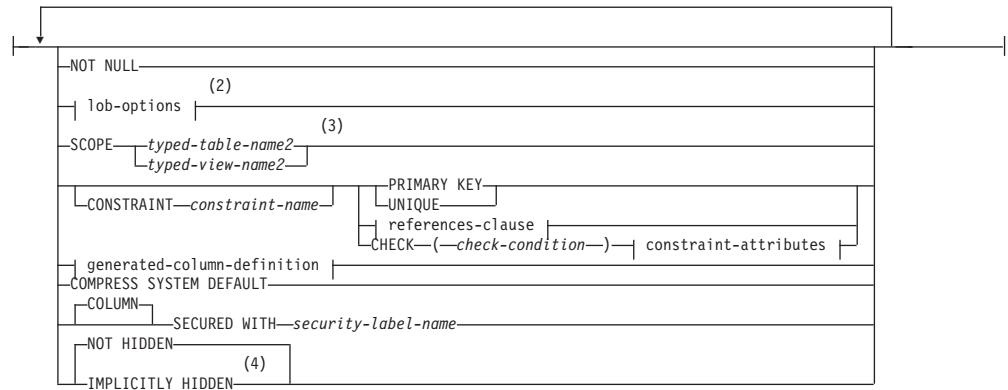 NOT NULL
(2)
lob-options
(3)
SCOPE typed-table-name2
typed-view-name2
PRIMARY KEY
CONSTRAINT constraint-name UNIQUE
references-clause
CHECK ( check-condition ) constraint-attributes
generated-column-definition
COMPRESS SYSTEM DEFAULT
COLUMN
SECURED WITH security-label-name
NOT HIDDEN
(4)
IMPLICITLY HIDDEN